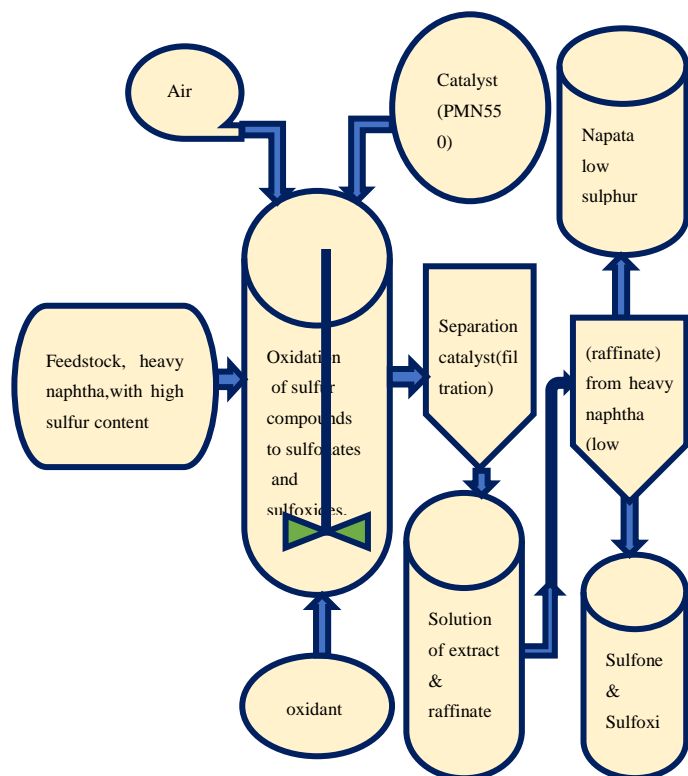 Air
Catalyst
(PMN55
0)
Napata
low
sulphur
Feedstock, heavy
naphtha,with high
sulfur content
Oxidation
of sulfur
compounds
to sulfonates
and
sulfoxides.
Separation
catalyst(fil
tration)
(raffinate)
from heavy
naphtha
(low
Solution
of extract
&
raffinate
Sulfone
&
Sulfoxi
oxidant